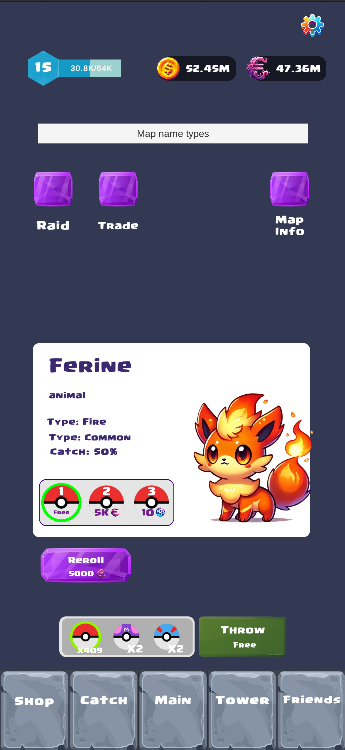 15 30.8K/64K 52.45M 47.36M
Map name types
Raid Trade Map
Info
Ferine
animal
Type: Fire
Type: Common
Catch: 50%
1 2 3
Free 5K 10
Reroll
5000
M
X409 X2 X2
Throw
Free
Shop Catch Main Tower Friends